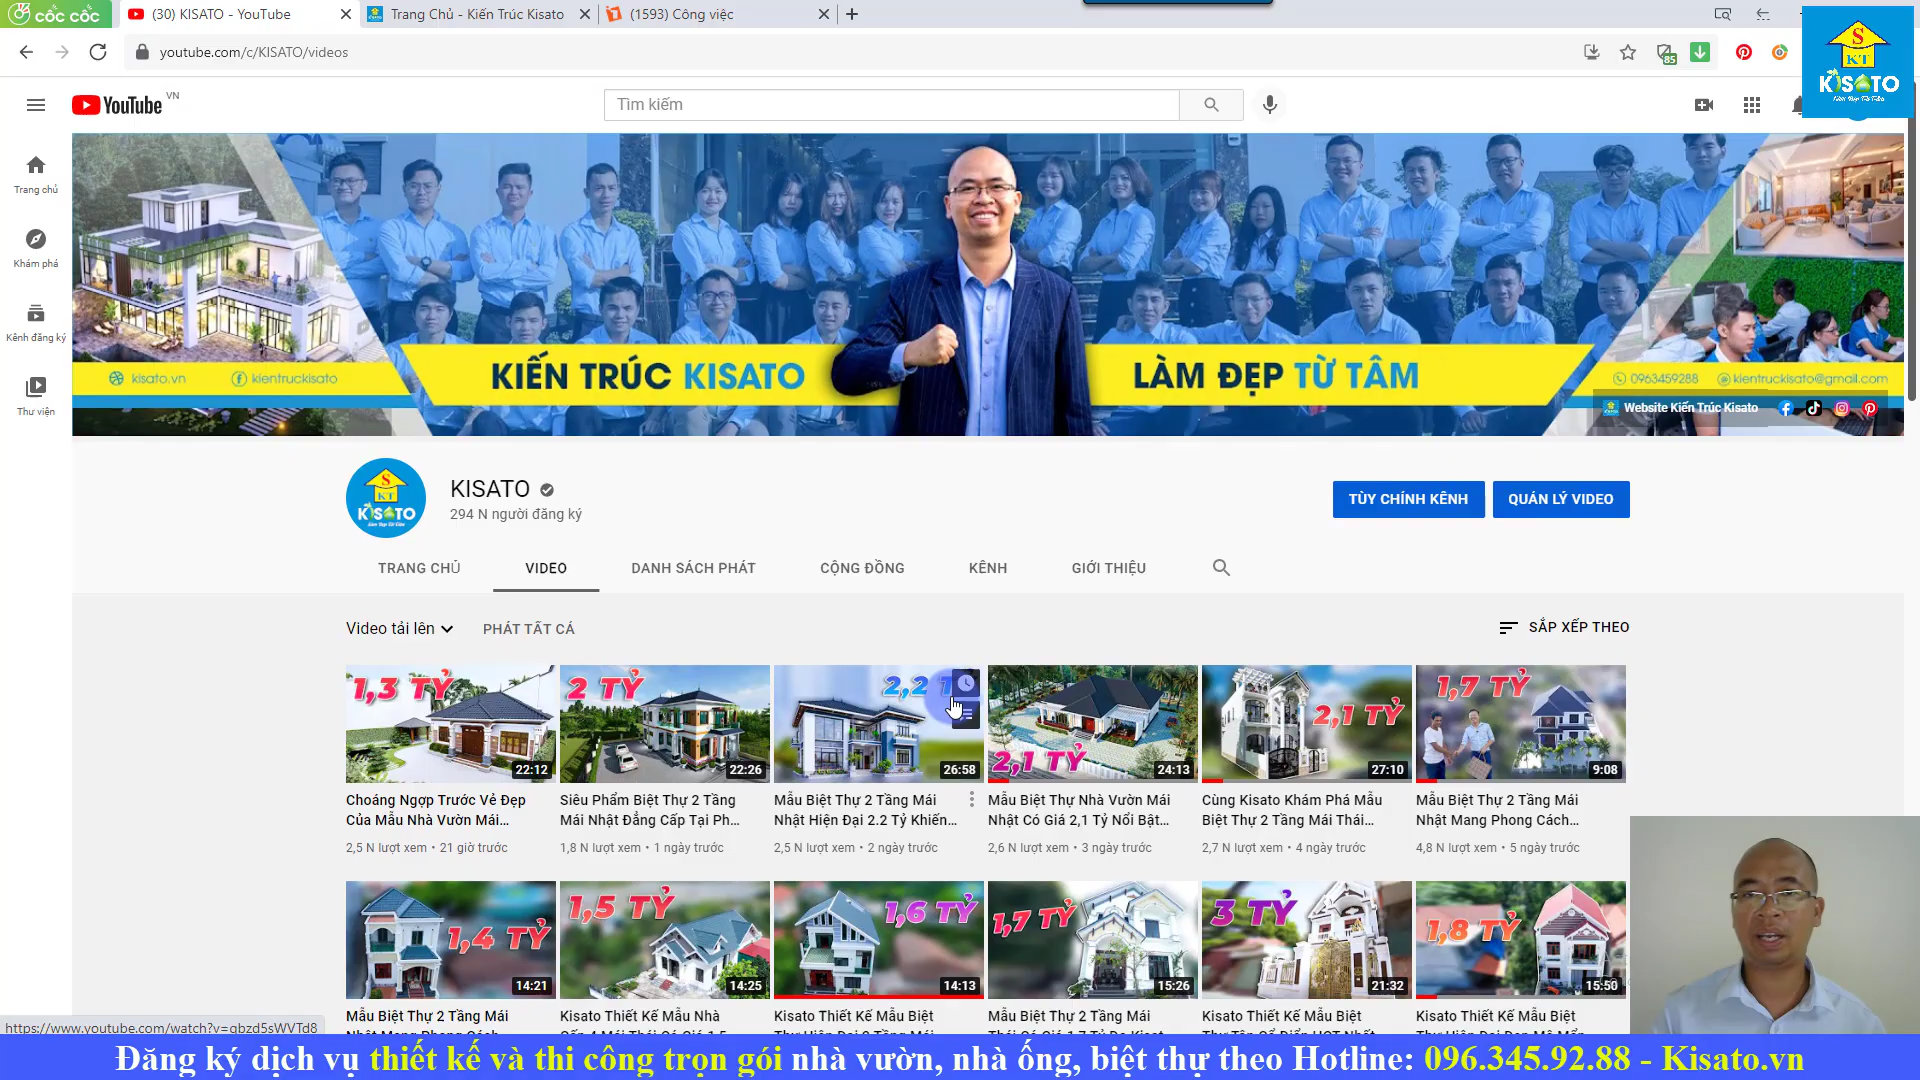 cốc cốc
(30) KISATO - YouTube
Trang Chủ - Kiến Trúc Kisato
(1593) Công việc
youtube.com/c/KISATO/videos
85
S
KT
KISATO
YouTube VN
Tìm kiếm
Trang chủ
Khám phá
Kênh đăng ký
Thư viện
KIẾN TRÚC KISATO
LÀM ĐẸP TỪ TÂM
kisato.vn
kientruckisato
0963459288
kientruckisato@gmail.com
Website Kiến Trúc Kisato
S
KT
KISATO
KISATO
294 N người đăng ký
TÙY CHỈNH KÊNH
QUẢN LÝ VIDEO
TRANG CHỦ
VIDEO
DANH SÁCH PHÁT
CỘNG ĐỒNG
KÊNH
GIỚI THIỆU
Video tải lên
PHÁT TẤT CẢ
SẮP XẾP THEO
1,3 TỶ
22:12
2 TỶ
22:26
2,2 T
26:58
2,1 TỶ
24:13
2,1 TỶ
27:10
1,7 TỶ
9:08
Choáng Ngợp Trước Vẻ Đẹp
Của Mẫu Nhà Vườn Mái...
2,5 N lượt xem • 21 giờ trước
Siêu Phẩm Biệt Thự 2 Tầng
Mái Nhật Đẳng Cấp Tại Ph...
1,8 N lượt xem • 1 ngày trước
Mẫu Biệt Thự 2 Tầng Mái
Nhật Hiện Đại 2.2 Tỷ Khiến...
2,5 N lượt xem • 2 ngày trước
Mẫu Biệt Thự Nhà Vườn Mái
Nhật Có Giá 2,1 Tỷ Nổi Bật...
2,6 N lượt xem • 3 ngày trước
Cùng Kisato Khám Phá Mẫu
Biệt Thự 2 Tầng Mái Thái...
2,7 N lượt xem • 4 ngày trước
Mẫu Biệt Thự 2 Tầng Mái
Nhật Mang Phong Cách...
4,8 N lượt xem • 5 ngày trước
1,4 TỶ
14:21
1,5 TỶ
14:25
1,6 TỶ
14:13
1,7 TỶ
15:26
3 TỶ
21:32
1,8 TỶ
15:50
Mẫu Biệt Thự 2 Tầng Mái
Kisato Thiết Kế Mẫu Nhà
Kisato Thiết Kế Mẫu Biệt
Mẫu Biệt Thự 2 Tầng Mái
Kisato Thiết Kế Mẫu Biệt
Kisato Thiết Kế Mẫu Biệt
https://www.youtube.com/watch?v=qbzd5sWVTd8
Đăng ký dịch vụ thiết kế và thi công trọn gói nhà vườn, nhà ống, biệt thự theo Hotline: 096.345.92.88 - Kisato.vn